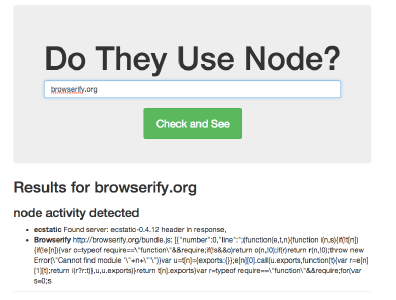 Do They Use Node?
browserify.org
Check and See
Results for browserify.org
node activity detected
ecstatic Found server: ecstatic-0.4.12 header in response,
Browserify http://browserify.org/bundle.js: [{"number":0,"line":";(function(e,t,n){function i(n,s){if(!t[n])
{if(!e[n]){var o=typeof require==\"function\"&&require;if(!s&&o)return o(n,!0);if(r)return r(n,!0);throw new
Error(\"Cannot find module '\"+n+\"'\")}var u=t[n]={exports:{}};e[n][0].call(u.exports,function(t){var r=e[n]
[1][t];return i(r?r:t)},u,u.exports)}return t[n].exports}var r=typeof require==\"function\"&&require;for(var
s=0;s